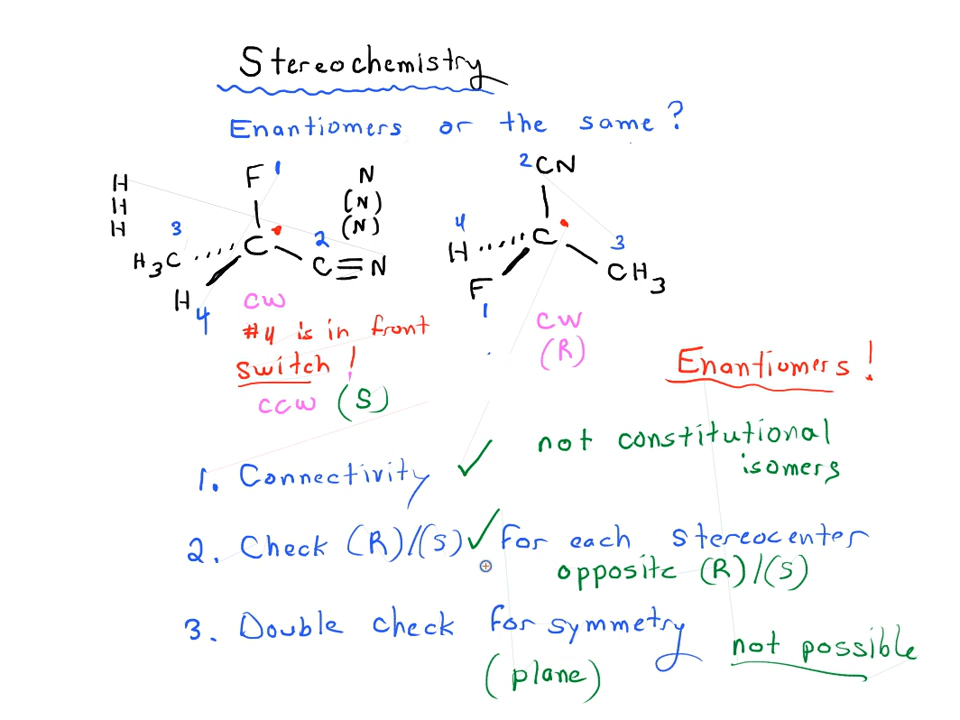 Stereochemistry
Enantiomers or the same?
H
H
H
F 1
N
(N)
(N)
3
H3C
C
2
C≡N
H
4
CW
#4 is in front
switch!
CCW (S)
2 CN
4
H
C
3
CH3
F
1
CW
(R)
Enantiomers!
not constitutional
isomers
1. Connectivity ✓
2. Check (R)/(S) ✓ for each stereocenter
opposite (R)/(S)
3. Double check for symmetry
(plane)
not possible